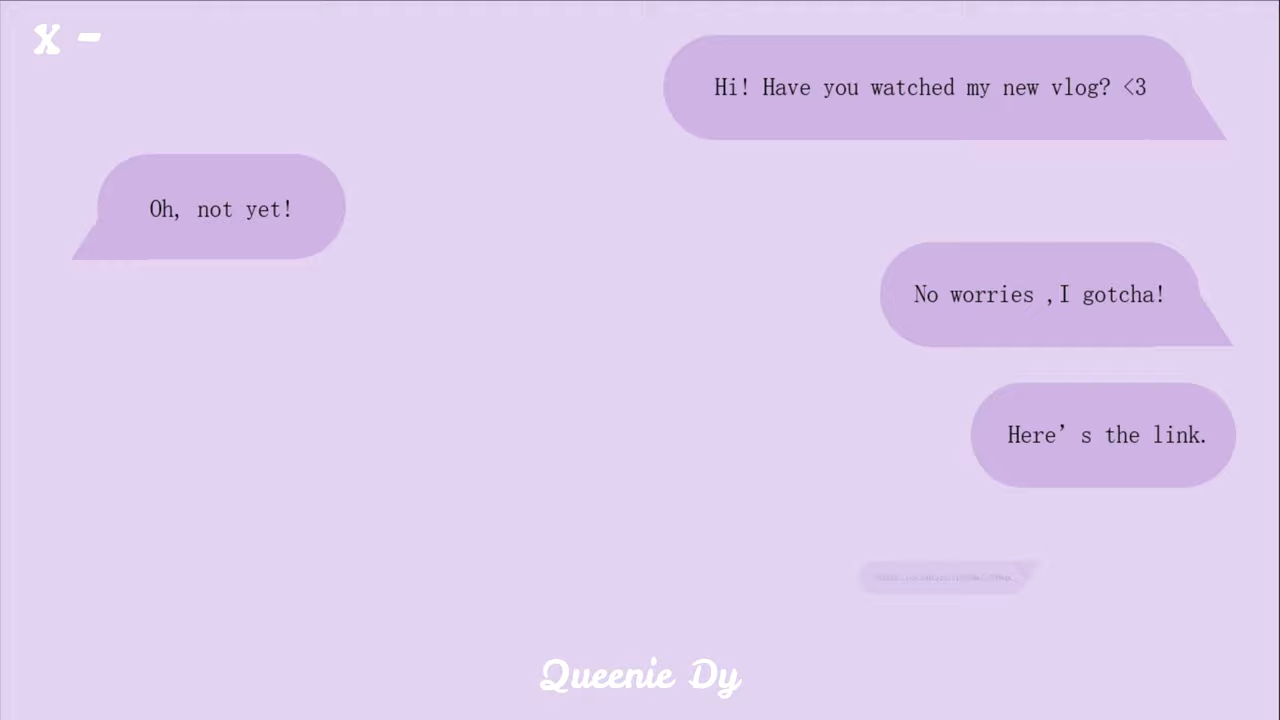 X -
Hi! Have you watched my new vlog? <3
Oh, not yet!
No worries ,I gotcha!
Here’s the link.
Queenie Dy